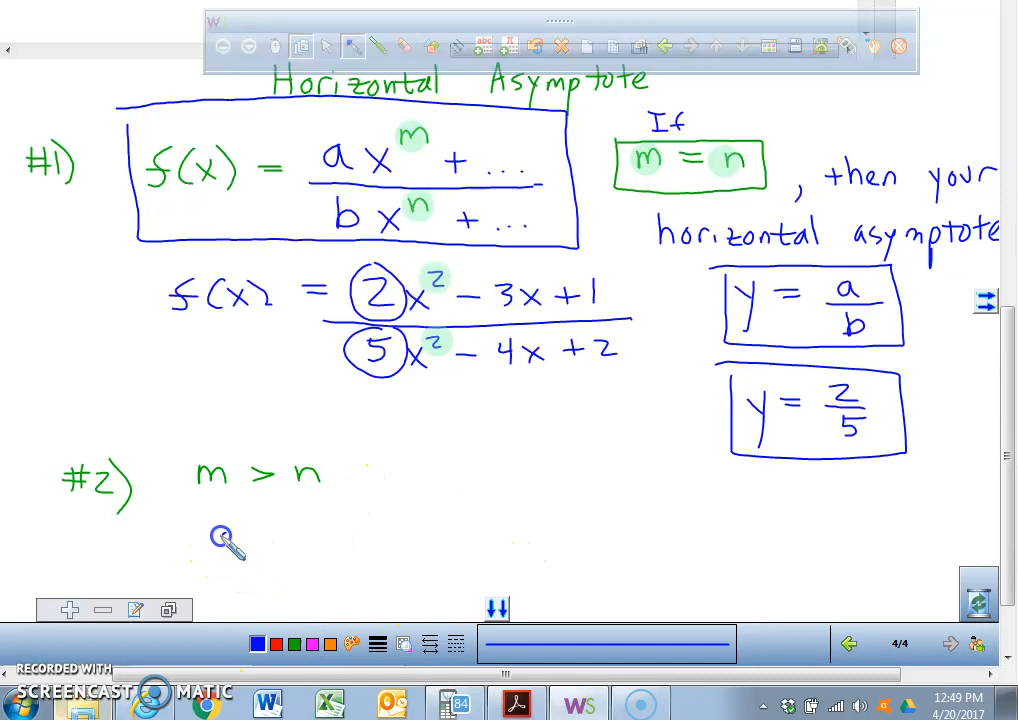 Horizontal Asymptote
#1) f(x) = ax^m + ... / bx^n + ...
If
m = n , then your
horizontal asymptote
y = a/b
f(x) = 2x^2 - 3x + 1 / 5x^2 - 4x + 2
y = 2/5
#2) m > n
4/4
RECORDED WITH
SCREENCAST MATIC
84
12:49 PM
4/20/2017